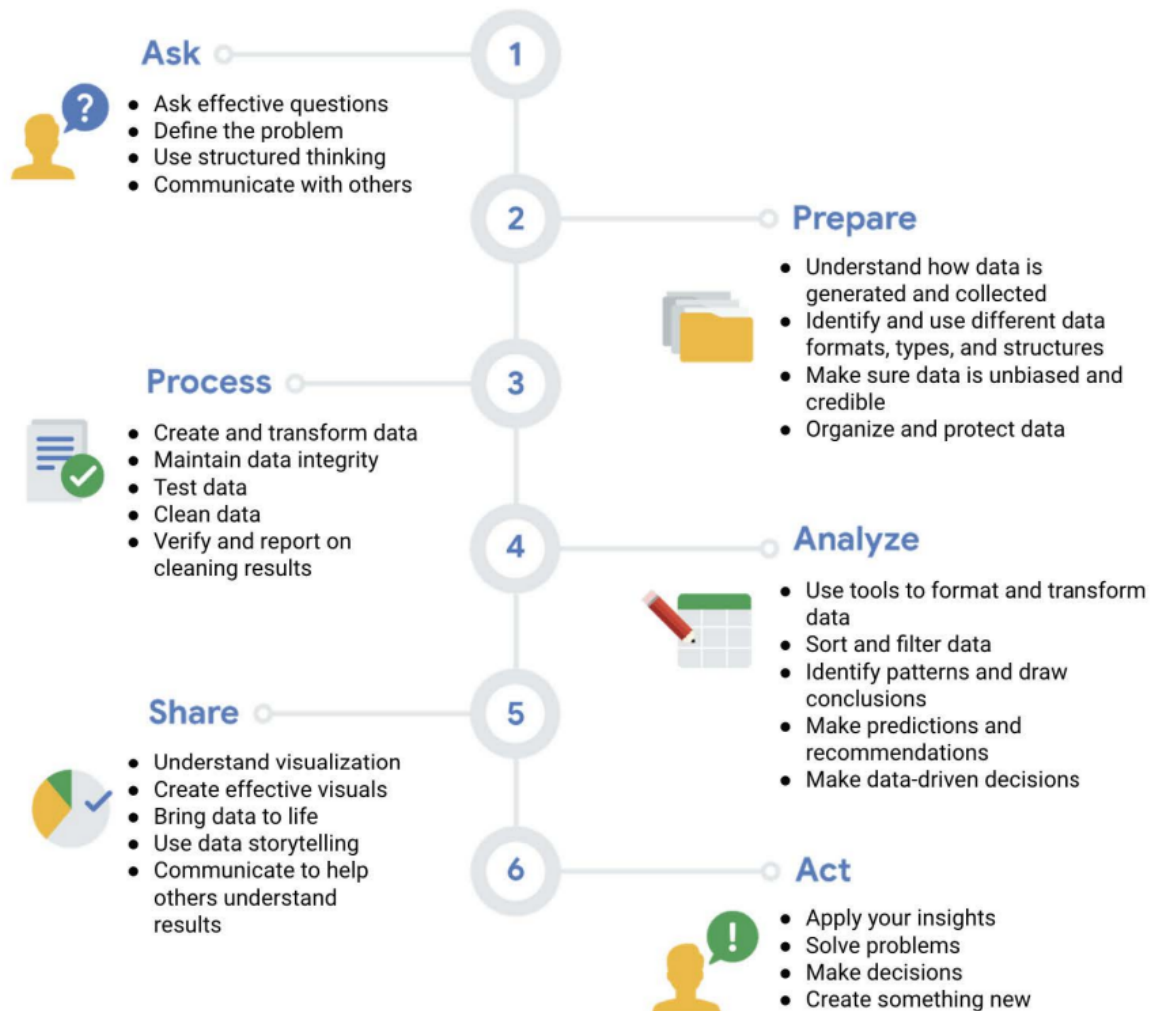 1
Ask
?
● Ask effective questions
● Define the problem
● Use structured thinking
● Communicate with others
2
Prepare
● Understand how data is
generated and collected
● Identify and use different data
formats, types, and structures
● Make sure data is unbiased and
credible
● Organize and protect data
3
Process
● Create and transform data
● Maintain data integrity
● Test data
● Clean data
● Verify and report on
cleaning results
4
Analyze
● Use tools to format and transform
data
● Sort and filter data
● Identify patterns and draw
conclusions
● Make predictions and
recommendations
● Make data-driven decisions
5
Share
● Understand visualization
● Create effective visuals
● Bring data to life
● Use data storytelling
● Communicate to help
others understand
results
6
Act
!
● Apply your insights
● Solve problems
● Make decisions
● Create something new